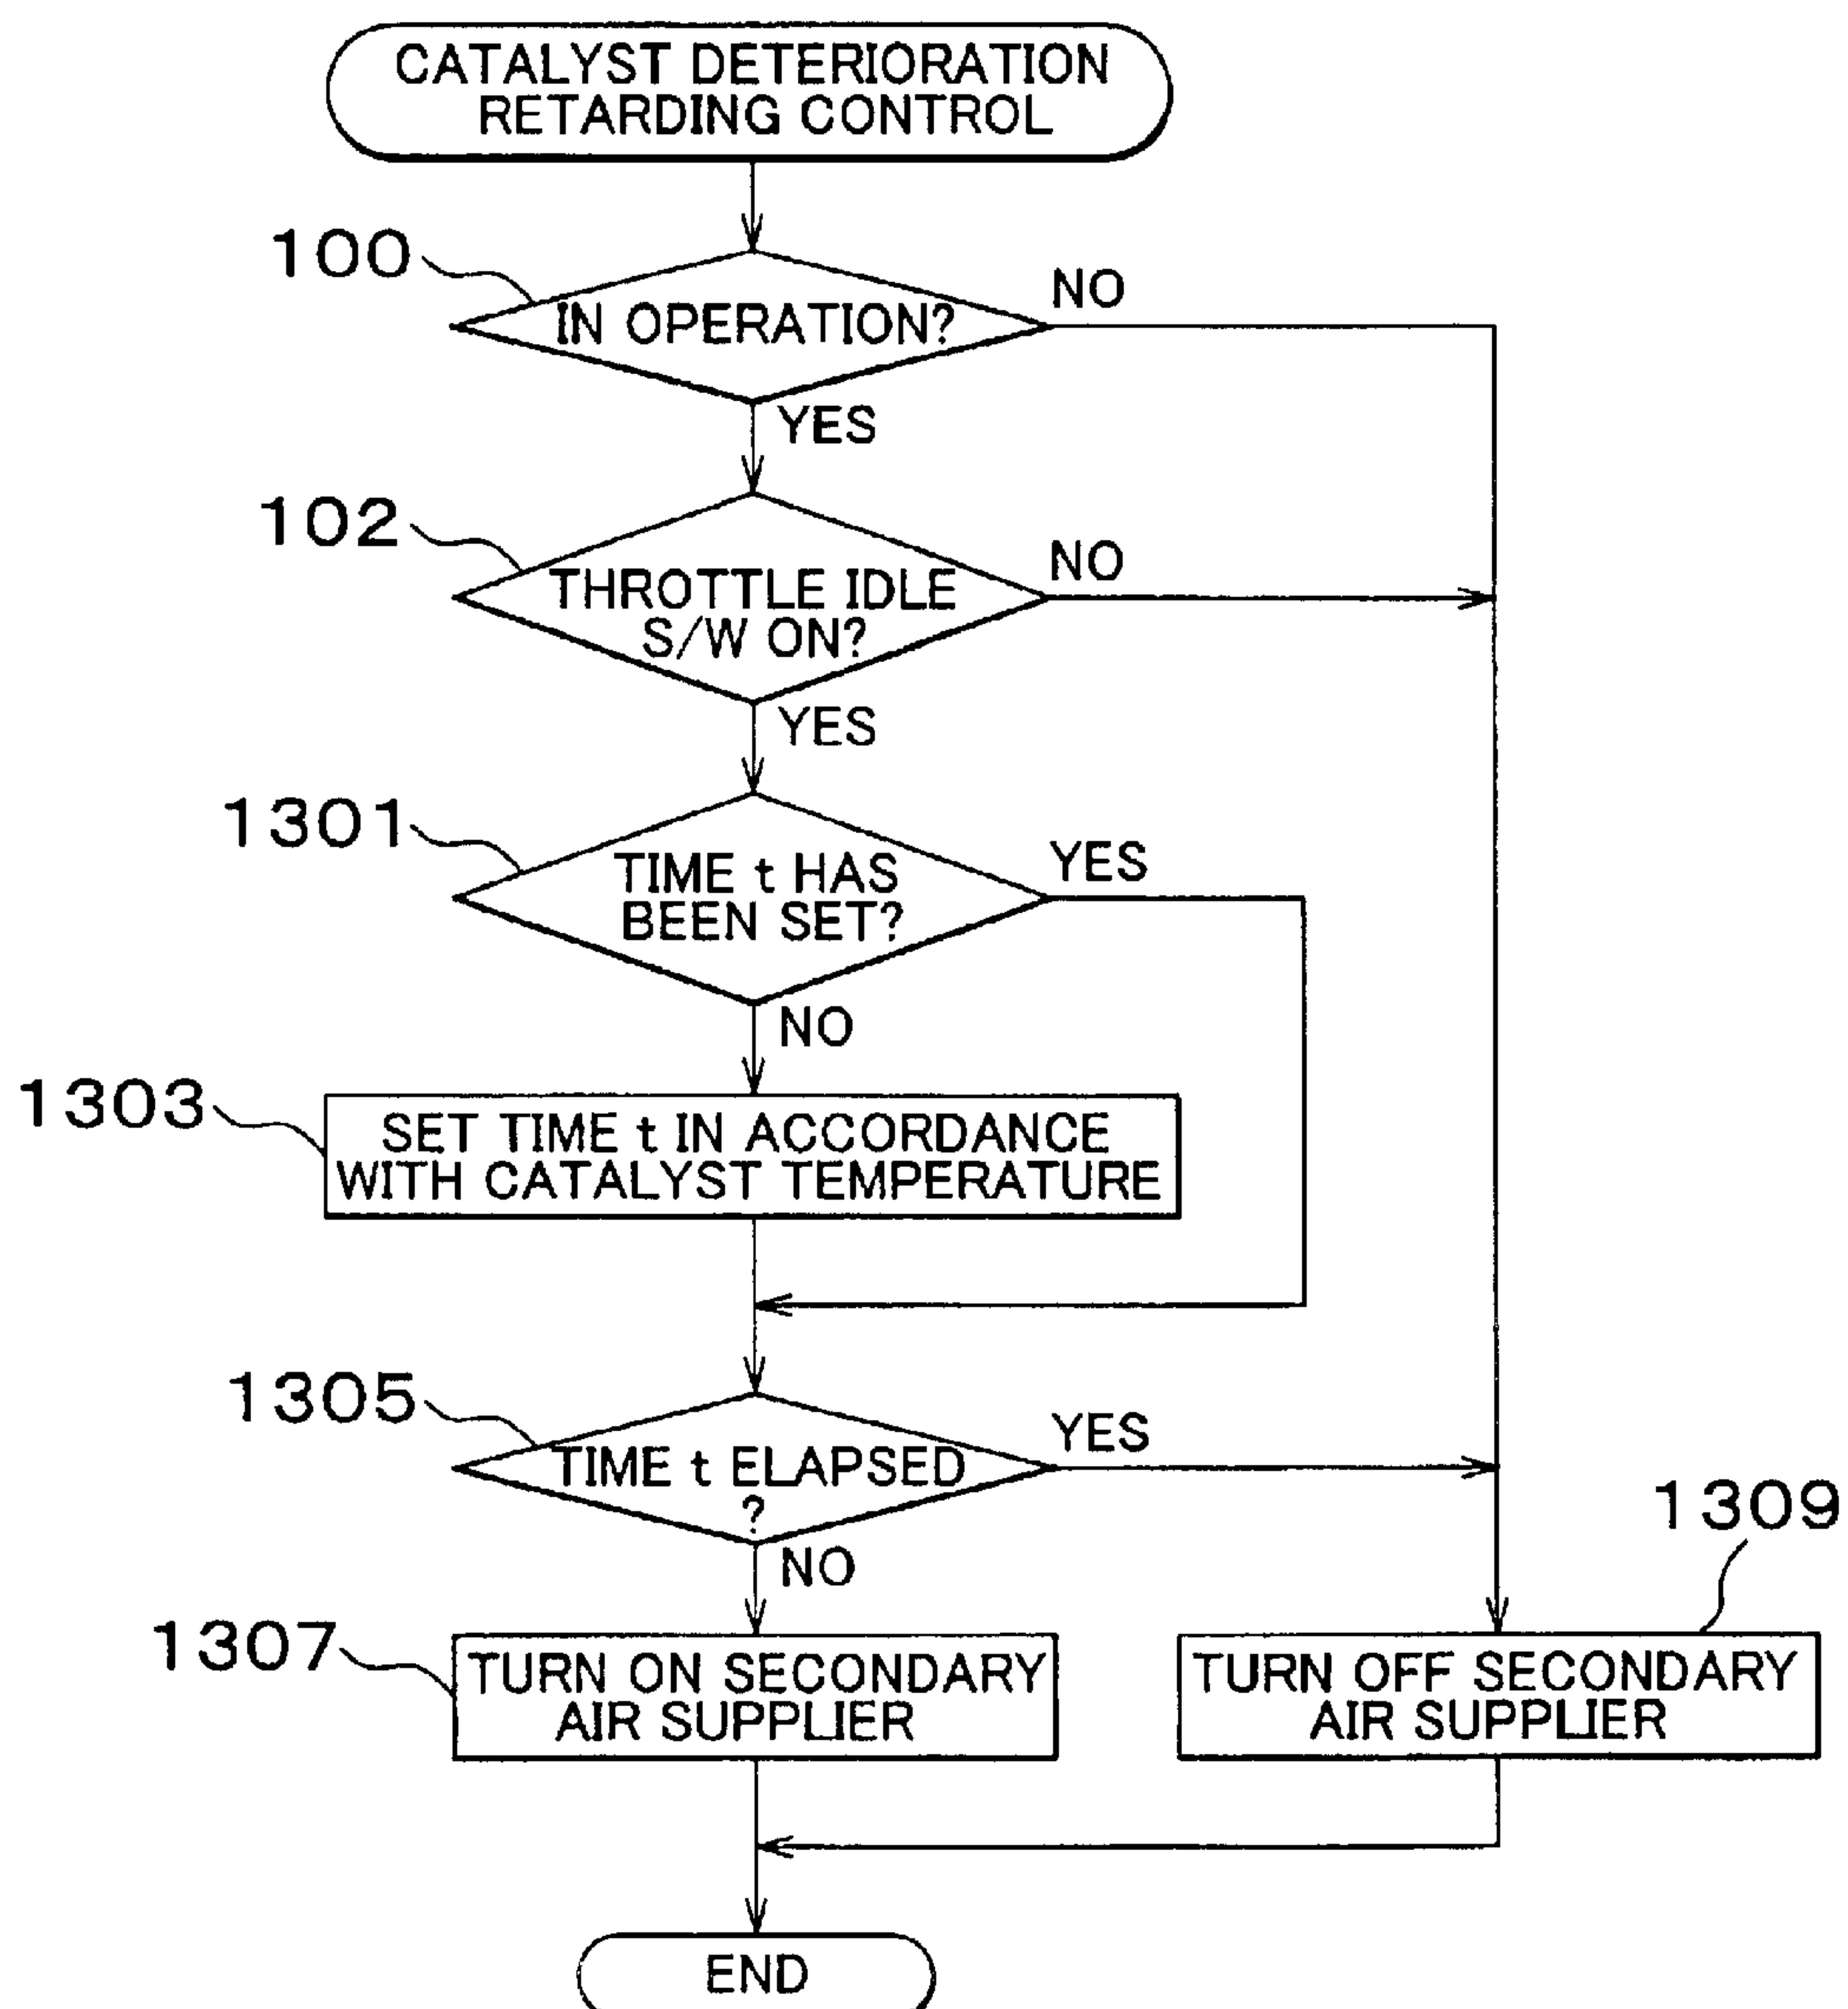 CATALYST DETERIORATION
RETARDING CONTROL
100
IN OPERATION?
NO
YES
102
THROTTLE IDLE
S/W ON?
NO
YES
1301
TIME t HAS
BEEN SET?
YES
NO
1303
SET TIME t IN ACCORDANCE
WITH CATALYST TEMPERATURE
1305
TIME t ELAPSED
?
YES
NO
1307
TURN ON SECONDARY
AIR SUPPLIER
1309
TURN OFF SECONDARY
AIR SUPPLIER
END